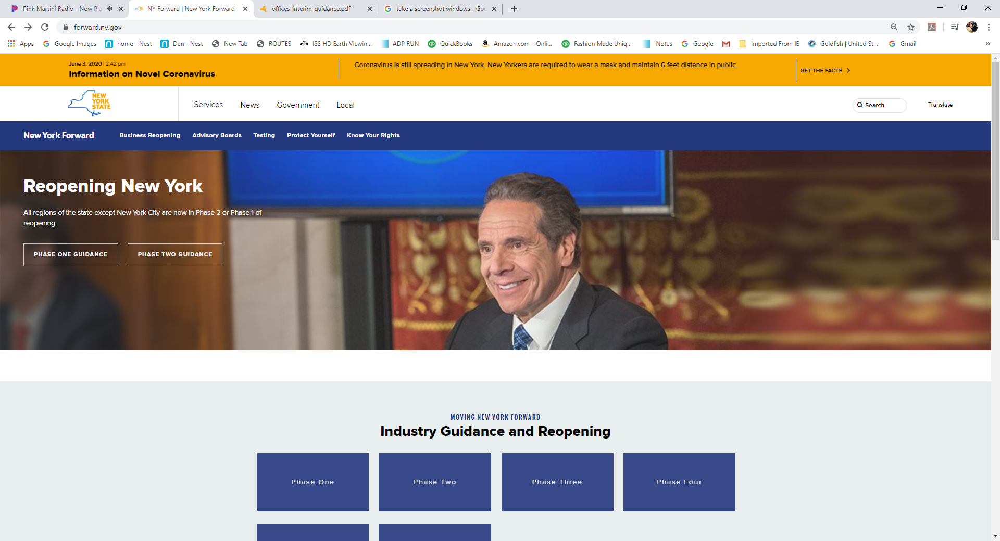 Pink Martini Radio - Now Pla
NY Forward | New York Forward
offices-interim-guidance.pdf
take a screenshot windows - Goo
forward.ny.gov
Apps
Google Images
home - Nest
Den - Nest
New Tab
ROUTES
ISS HD Earth Viewin...
ADP RUN
QuickBooks
Amazon.com – Onli...
Fashion Made Uniq...
Notes
Google
Imported From IE
Goldfish | United St...
Gmail
June 3, 2020 | 2:42 pm
Information on Novel Coronavirus
Coronavirus is still spreading in New York. New Yorkers are required to wear a mask and maintain 6 feet distance in public.
GET THE FACTS
NEW
YORK
STATE
Services
News
Government
Local
Search
Translate
New York Forward
Business Reopening
Advisory Boards
Testing
Protect Yourself
Know Your Rights
Reopening New York
All regions of the state except New York City are now in Phase 2 or Phase 1 of
reopening.
PHASE ONE GUIDANCE
PHASE TWO GUIDANCE
MOVING NEW YORK FORWARD
Industry Guidance and Reopening
Phase One
Phase Two
Phase Three
Phase Four